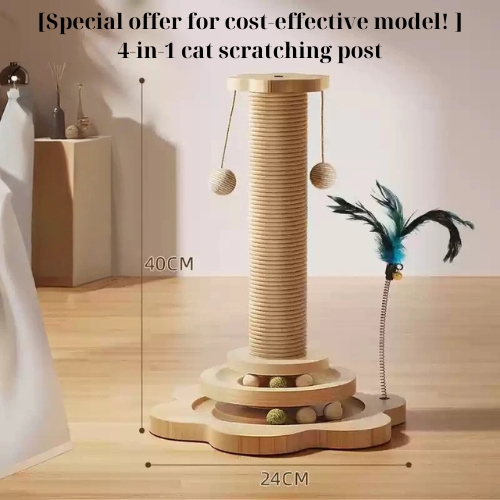 [Special offer for cost-effective model! ]
4-in-1 cat scratching post
40CM
24CM